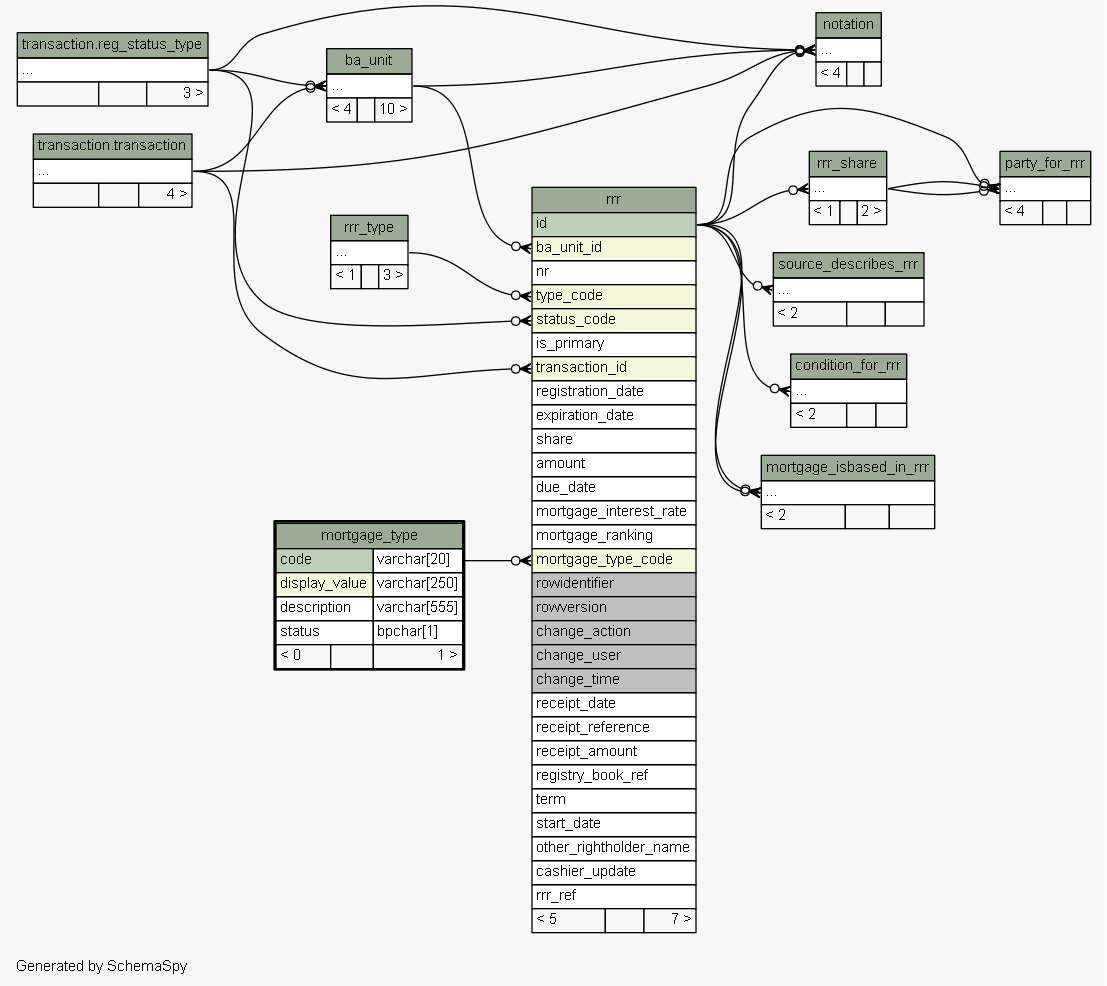 transaction.reg_status_type
...
3 >
ba_unit
...
< 4 10 >
notation
...
< 4
transaction.transaction
...
4 >
rrr_share
...
< 1 2 >
party_for_rrr
...
< 4
rrr_type
...
< 1 3 >
source_describes_rrr
...
< 2
condition_for_rrr
...
< 2
mortgage_isbased_in_rrr
...
< 2
rrr
id
ba_unit_id
nr
type_code
status_code
is_primary
transaction_id
registration_date
expiration_date
share
amount
due_date
mortgage_interest_rate
mortgage_ranking
mortgage_type_code
rowidentifier
rowversion
change_action
change_user
change_time
receipt_date
receipt_reference
receipt_amount
registry_book_ref
term
start_date
other_rightholder_name
cashier_update
rrr_ref
< 5 7 >
mortgage_type
code varchar[20]
display_value varchar[250]
description varchar[555]
status bpchar[1]
< 0 1 >
Generated by SchemaSpy